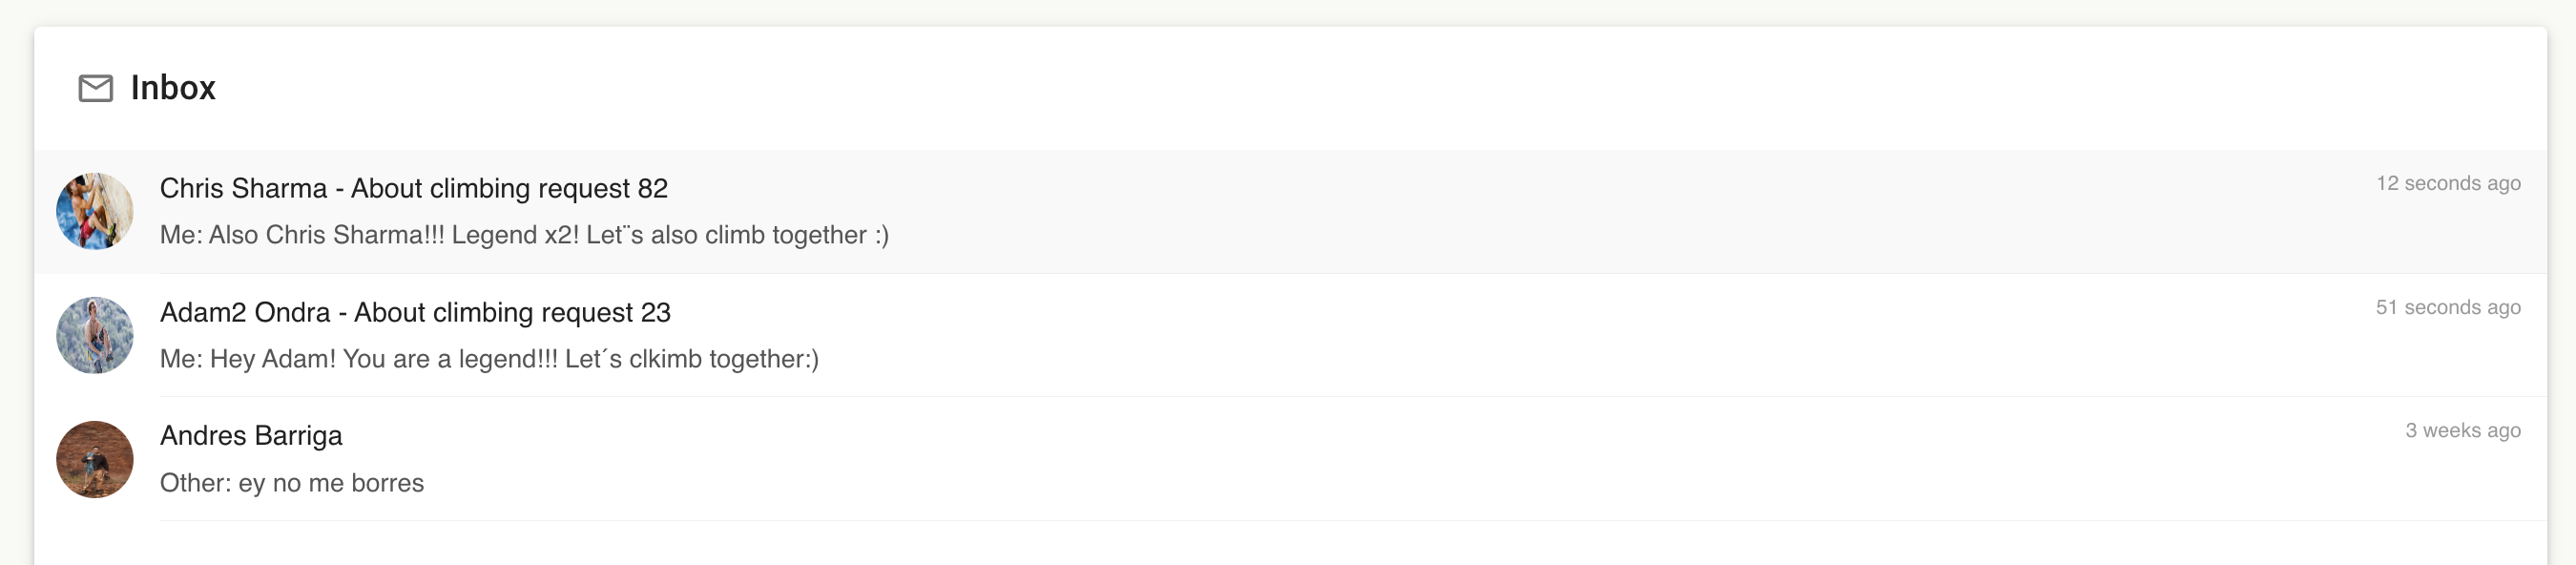 Inbox
Chris Sharma - About climbing request 82
12 seconds ago
Me: Also Chris Sharma!!! Legend x2! Let¨s also climb together :)
Adam2 Ondra - About climbing request 23
51 seconds ago
Me: Hey Adam! You are a legend!!! Let´s clkimb together:)
Andres Barriga
3 weeks ago
Other: ey no me borres